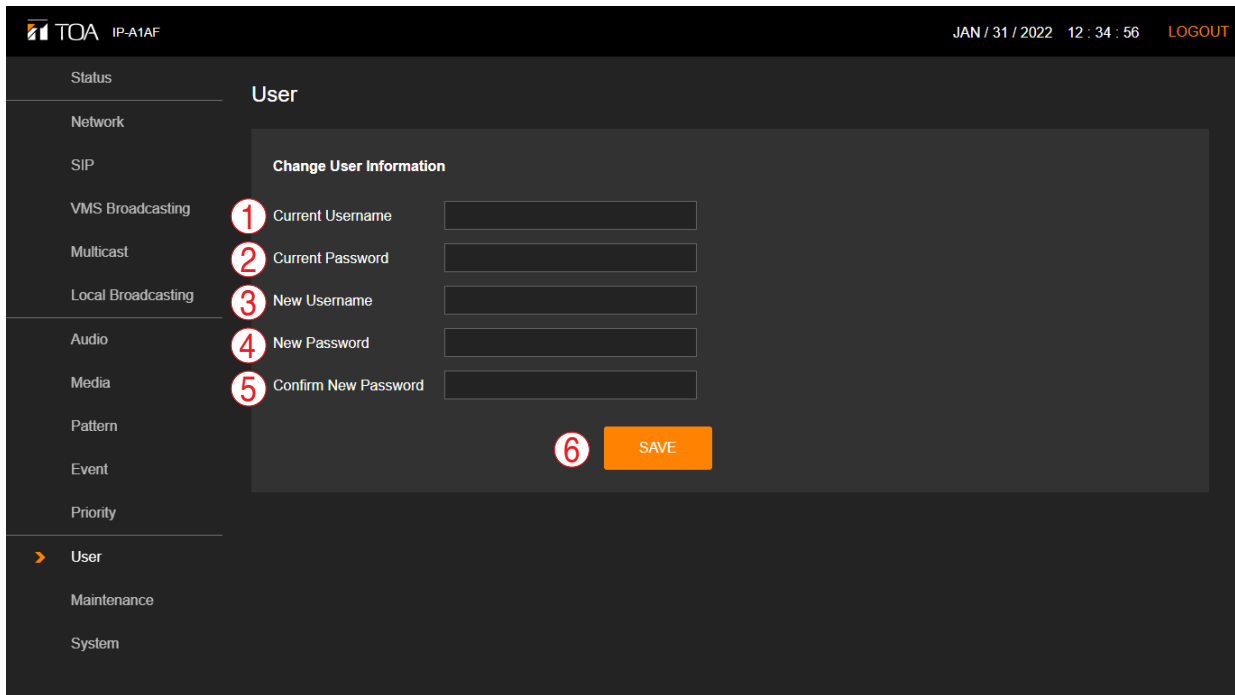 TOA IP-A1AF JAN / 31 / 2022 12 : 34 : 56 LOGOUT
Status
Network
SIP
VMS Broadcasting
Multicast
Local Broadcasting
Audio
Media
Pattern
Event
Priority
User
Maintenance
System
User
Change User Information
1 Current Username
2 Current Password
3 New Username
4 New Password
5 Confirm New Password
6 SAVE